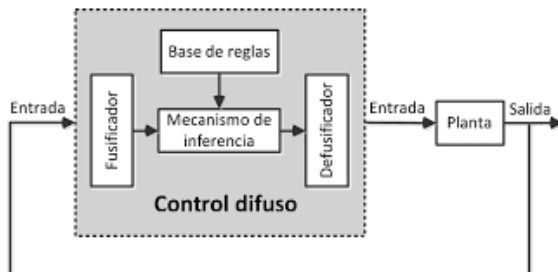 Base de reglas
Entrada
Fusificador
Mecanismo de
inferencia
Defusificador
Entrada
Planta
Salida
Control difuso